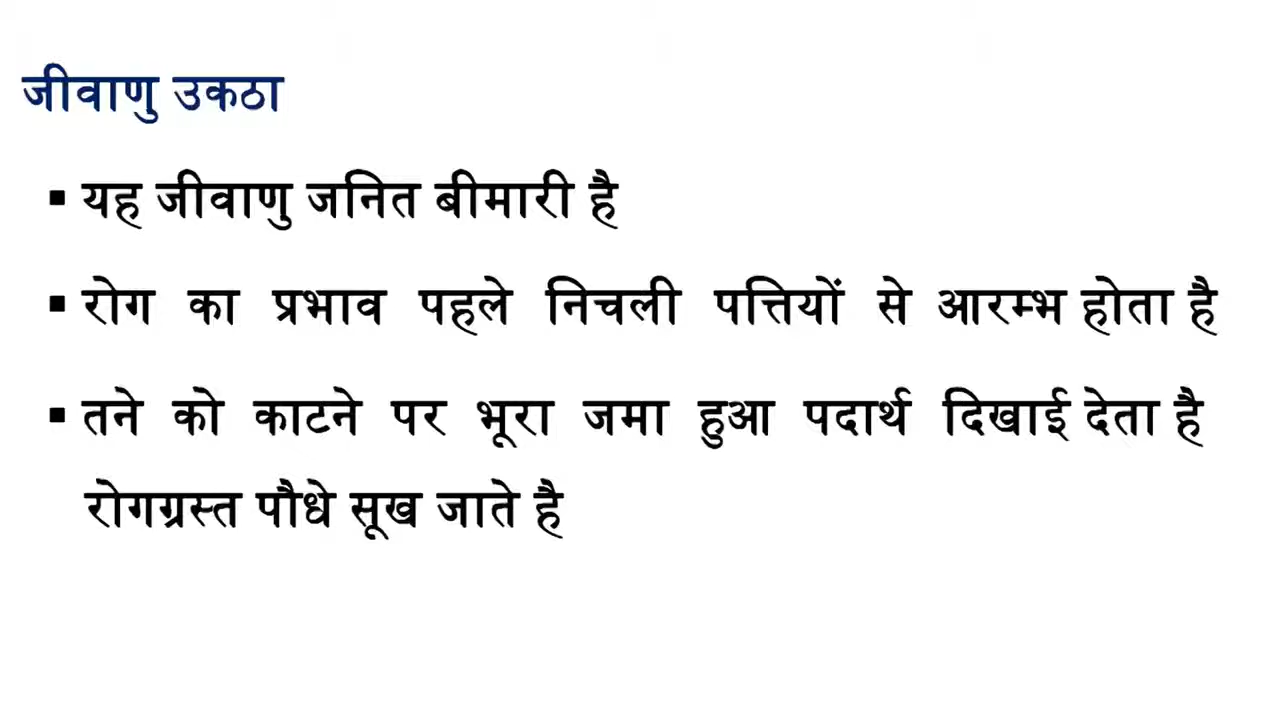 जीवाणु उकठा
▪ यह जीवाणु जनित बीमारी है
▪ रोग का प्रभाव पहले निचली पत्तियों से आरम्भ होता है
▪ तने को काटने पर भूरा जमा हुआ पदार्थ दिखाई देता है
रोगग्रस्त पौधे सूख जाते है